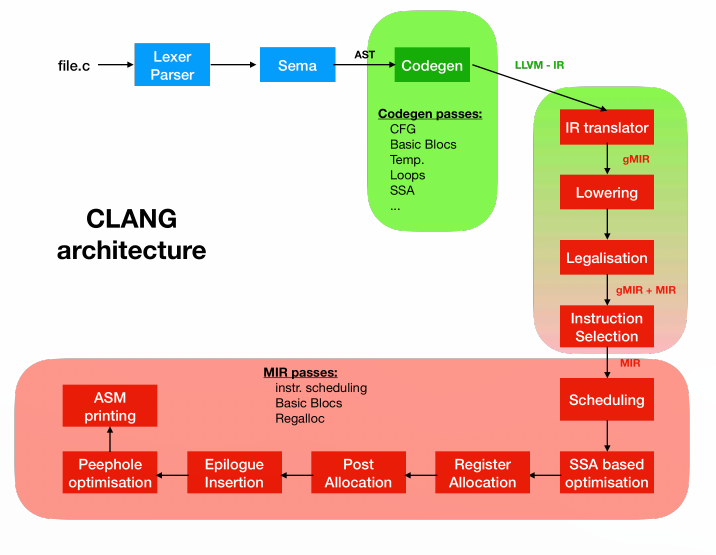 file.c
Lexer
Parser
Sema
AST
Codegen
LLVM - IR
Codegen passes:
CFG
Basic Blocs
Temp.
Loops
SSA
...
IR translator
gMIR
Lowering
Legalisation
gMIR + MIR
Instruction
Selection
MIR
CLANG
architecture
MIR passes:
instr. scheduling
Basic Blocs
Regalloc
Scheduling
SSA based
optimisation
Register
Allocation
Post
Allocation
Epilogue
Insertion
Peephole
optimisation
ASM
printing